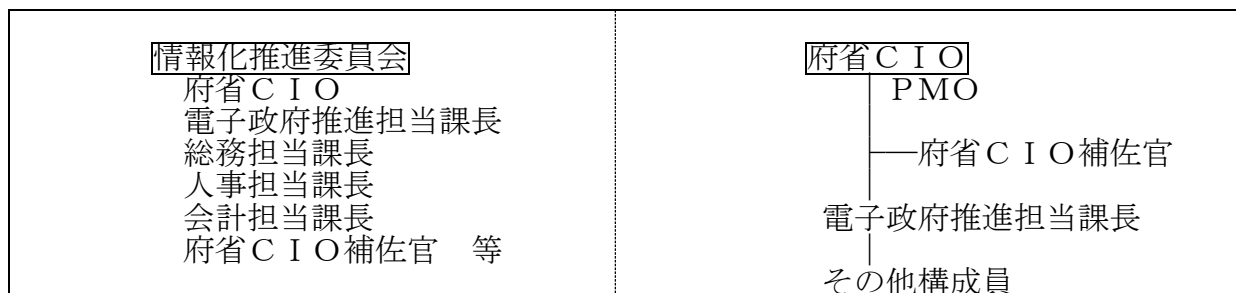 情報化推進委員会
府省ＣＩＯ
電子政府推進担当課長
総務担当課長
人事担当課長
会計担当課長
府省ＣＩＯ補佐官　等
府省ＣＩＯ
ＰＭＯ
府省ＣＩＯ補佐官
電子政府推進担当課長
その他構成員